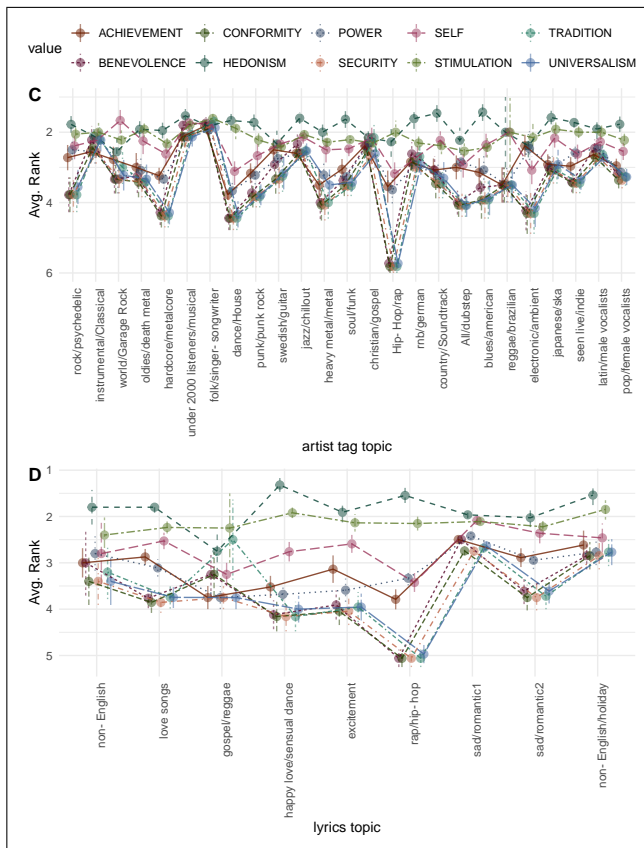 value
ACHIEVEMENT CONFORMITY POWER SELF TRADITION
BENEVOLENCE HEDONISM SECURITY STIMULATION UNIVERSALISM
C
Avg. Rank
2
4
6
rock/psychedelic
instrumental/Classical
world/Garage Rock
oldies/death metal
hardcore/metalcore
under 2000 listeners/musical
folk/singer- songwriter
dance/House
punk/punk rock
swedish/guitar
jazz/chillout
heavy metal/metal
soul/funk
christian/gospel
Hip- Hop/rap
rnb/german
country/Soundtrack
All/dubstep
blues/american
reggae/brazilian
electronic/ambient
japanese/ska
seen live/indie
latin/male vocalists
pop/female vocalists
artist tag topic
D
Avg. Rank
1
2
3
4
5
non- English
love songs
gospel/reggae
happy love/sensual dance
excitement
rap/hip- hop
sad/romantic1
sad/romantic2
non- English/holiday
lyrics topic